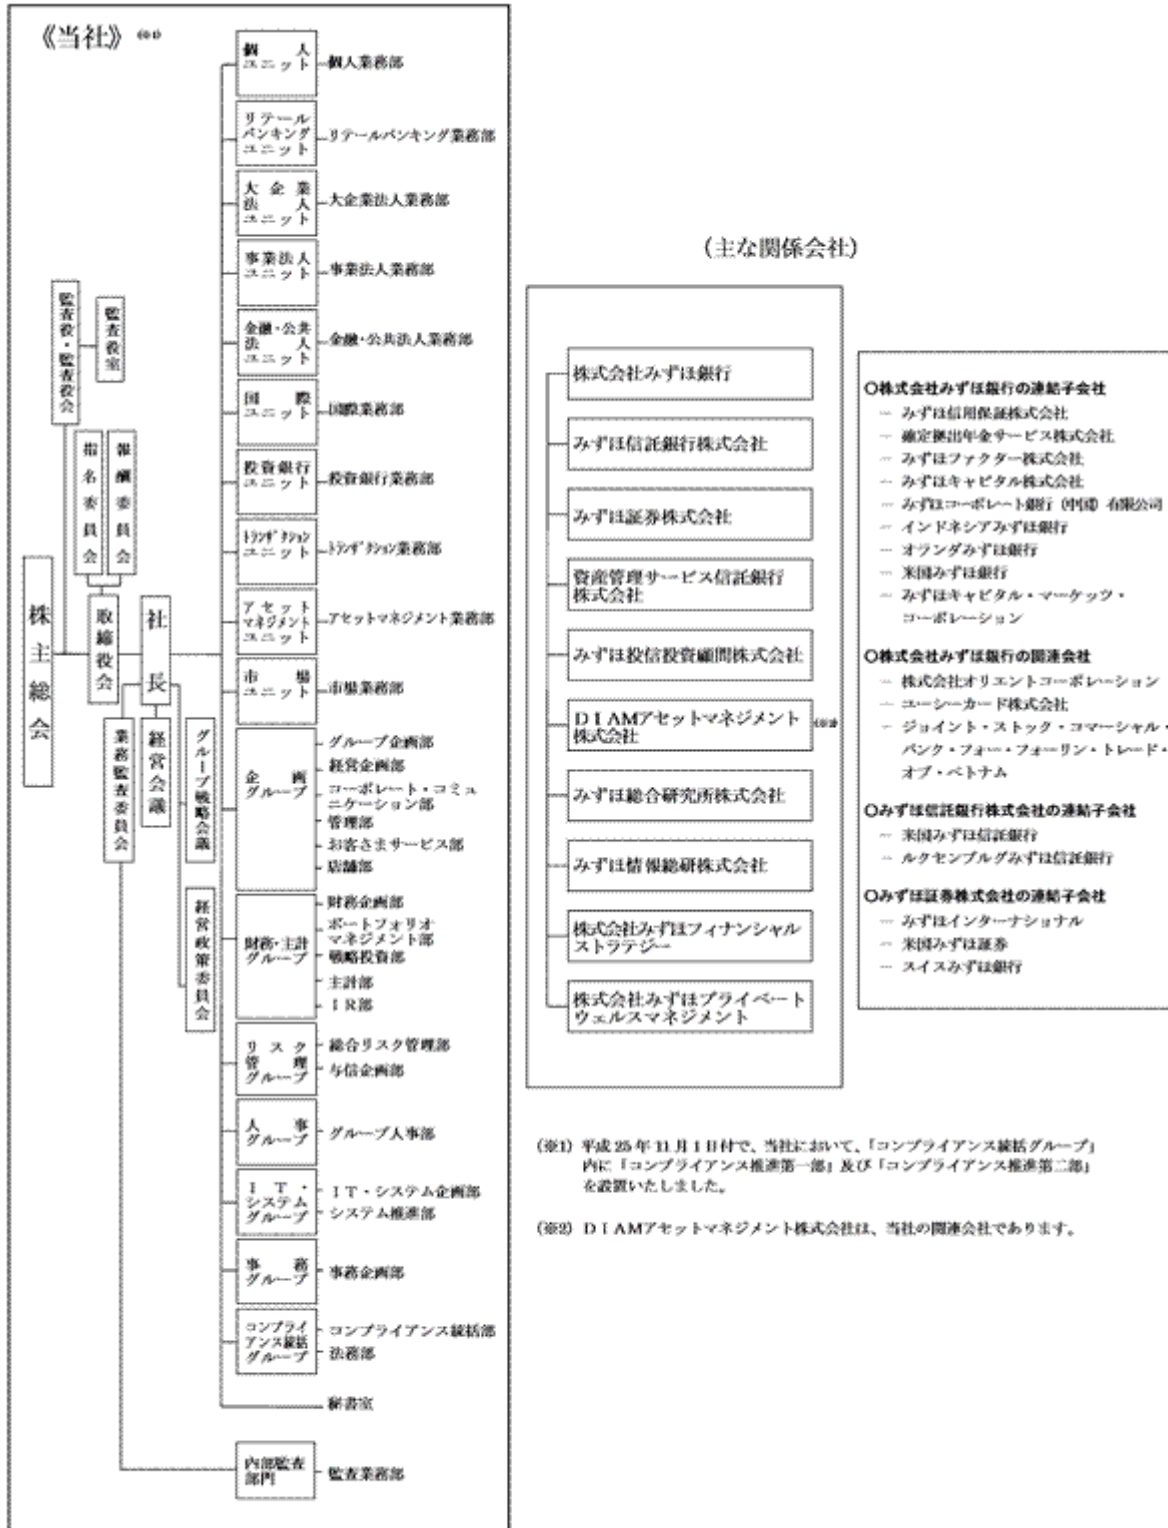 《当社》(※1)
株主総会
監査役・監査役会
監査役室
指名委員会
報酬委員会
取締役会
社長
業務監査委員会
経営会議
グループ戦略会議
経営政策委員会
個人
ユニット
個人業務部
リテール
バンキング
ユニット
リテールバンキング業務部
大企業
法人
ユニット
大企業法人業務部
事業法人
ユニット
事業法人業務部
金融・公共
法人
ユニット
金融・公共法人業務部
国際
ユニット
国際業務部
投資銀行
ユニット
投資銀行業務部
トランザクション
ユニット
トランザクション業務部
アセット
マネジメント
ユニット
アセットマネジメント業務部
市場
ユニット
市場業務部
企画
グループ
グループ企画部
経営企画部
コーポレート・コミュ
ニケーション部
管理部
お客さまサービス部
店舗部
財務・主計
グループ
財務企画部
ポートフォリオ
マネジメント部
戦略投資部
主計部
IR部
リスク
管理
グループ
総合リスク管理部
与信企画部
人事
グループ
グループ人事部
IT・
システム
グループ
IT・システム企画部
システム推進部
事務
グループ
事務企画部
コンプライ
アンス統括
グループ
コンプライアンス統括部
法務部
秘書室
内部監査
部門
監査業務部
(主な関係会社)
株式会社みずほ銀行
みずほ信託銀行株式会社
みずほ証券株式会社
資産管理サービス信託銀行
株式会社
みずほ投信投資顧問株式会社
DIAMアセットマネジメント
株式会社
(※2)
みずほ総合研究所株式会社
みずほ情報総研株式会社
株式会社みずほフィナンシャル
ストラテジー
株式会社みずほプライベート
ウェルスマネジメント
○株式会社みずほ銀行の連結子会社
― みずほ信用保証株式会社
― 確定拠出年金サービス株式会社
― みずほファクター株式会社
― みずほキャピタル株式会社
― みずほコーポレート銀行(中国)有限公司
― インドネシアみずほ銀行
― オランダみずほ銀行
― 米国みずほ銀行
― みずほキャピタル・マーケッツ・
コーポレーション
○株式会社みずほ銀行の関連会社
― 株式会社オリエントコーポレーション
― ユーシーカード株式会社
― ジョイント・ストック・コマーシャル・
バンク・フォー・フォーリン・トレード・
オブ・ベトナム
○みずほ信託銀行株式会社の連結子会社
― 米国みずほ信託銀行
― ルクセンブルグみずほ信託銀行
○みずほ証券株式会社の連結子会社
― みずほインターナショナル
― 米国みずほ証券
― スイスみずほ銀行
(※1) 平成25年11月1日付で、当社において、「コンプライアンス統括グループ」
内に「コンプライアンス推進第一部」及び「コンプライアンス推進第二部」
を設置いたしました。
(※2) DIAMアセットマネジメント株式会社は、当社の関連会社であります。